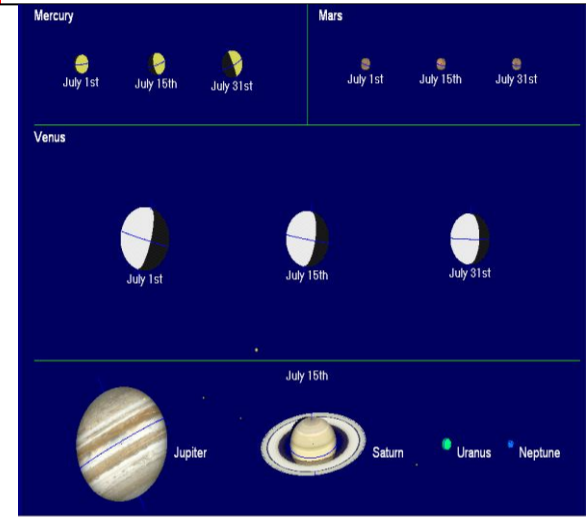 Mercury
Mars
July 1st
July 15th
July 31st
July 1st
July 15th
July 31st
Venus
July 1st
July 15th
July 31st
July 15th
Jupiter
Saturn
Uranus
Neptune